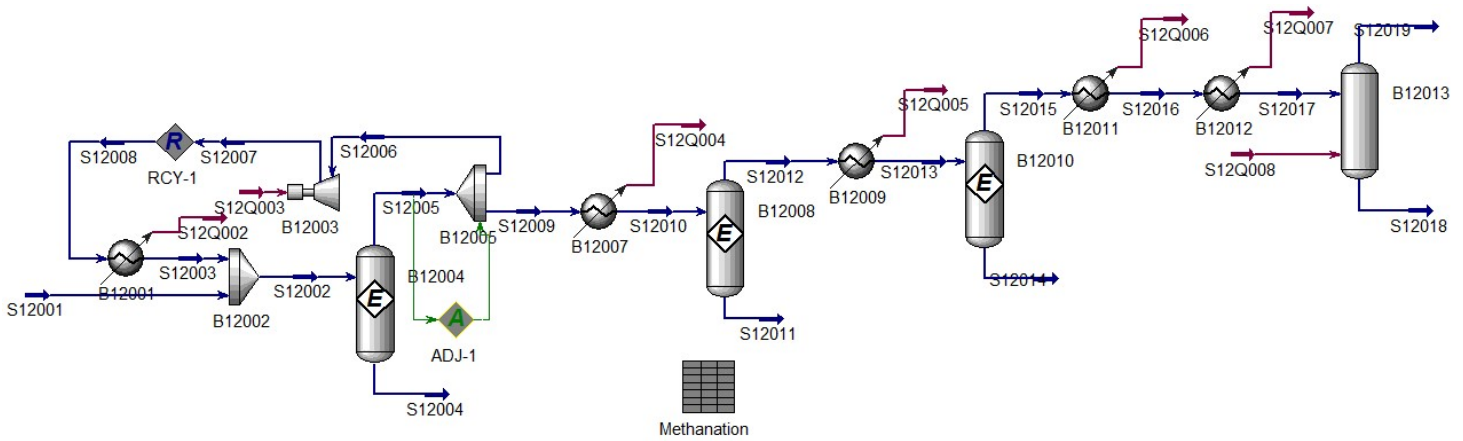 S12Q006
S12Q007
S12019
S12Q005
S12015
S12016
S12017
B12013
B12011
B12012
S12Q004
S12008
S12007
S12006
RCY-1
S12012
S12013
B12010
S12Q008
B12009
S12Q003
B12003
S12005
B12008
S12Q002
B12005
S12009
S12010
B12007
S12018
S12003
B12001
S12002
B12004
S12001
B12002
E
E
E
R
A
S12014
S12011
ADJ-1
S12004
Methanation